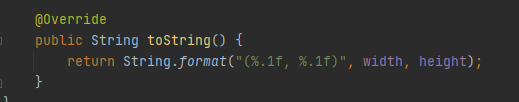 @Override
public String toString() {
return String.format("(%.1f, %.1f)", width, height);
}
}